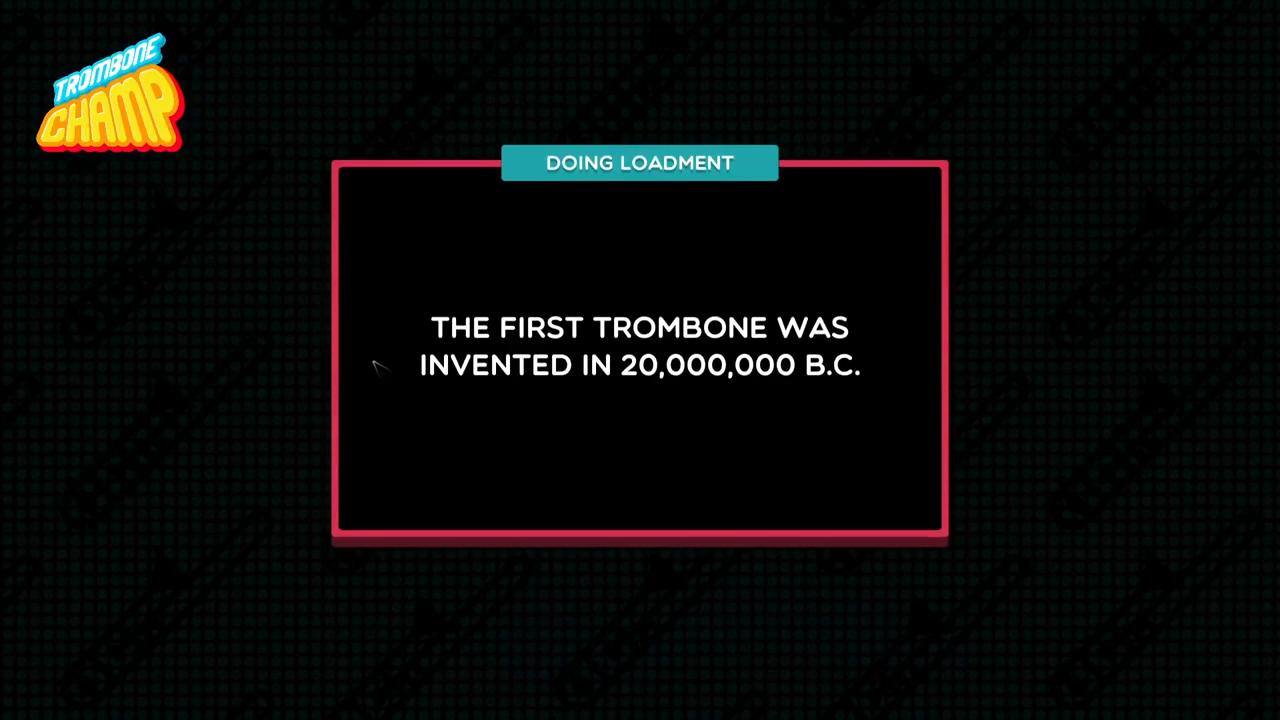 TROMBONE
CHAMP
DOING LOADMENT
THE FIRST TROMBONE WAS
INVENTED IN 20,000,000 B.C.